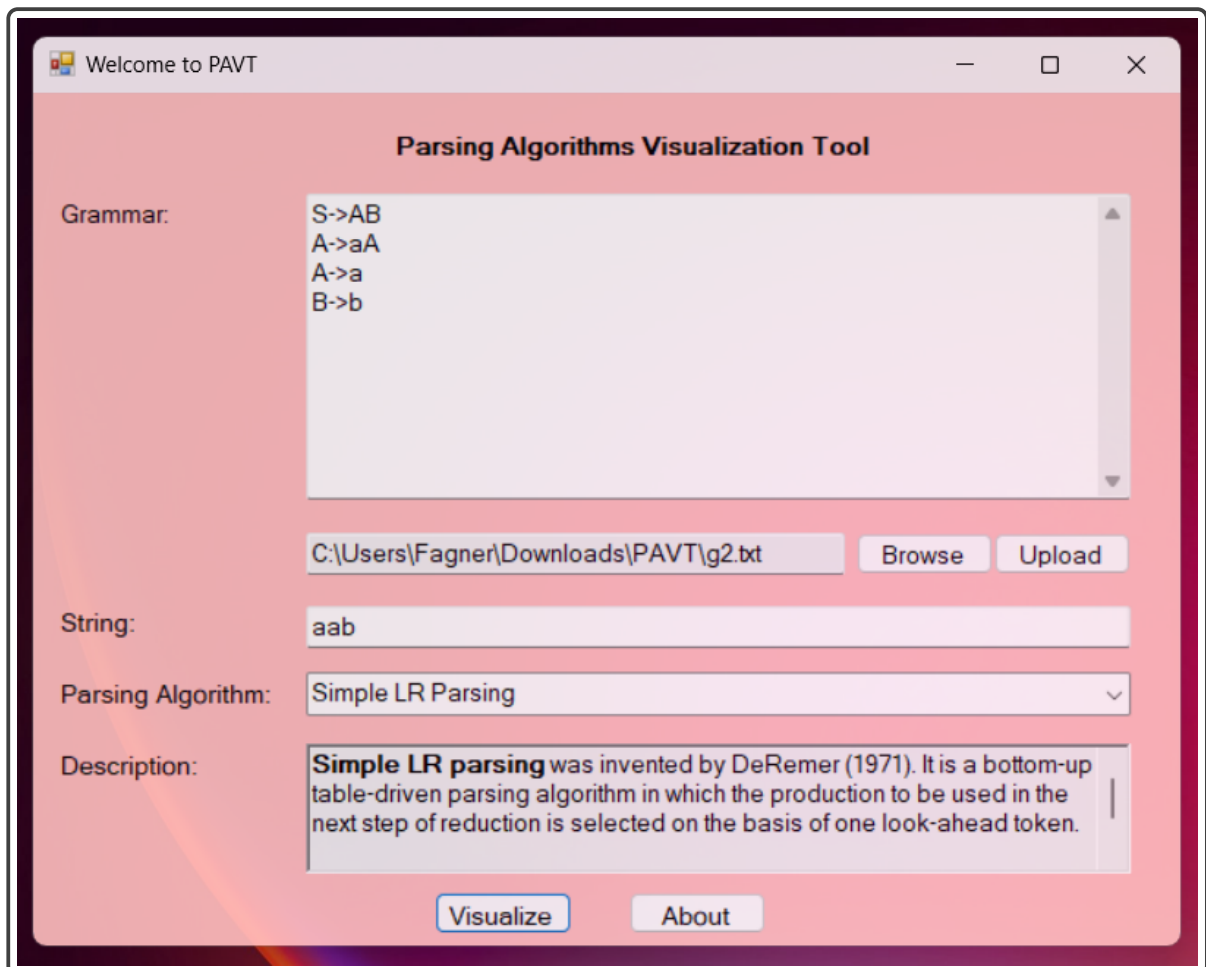 Welcome to PAVT
Parsing Algorithms Visualization Tool
Grammar:
S->AB
A->aA
A->a
B->b
C:\Users\Fagner\Downloads\PAVT\g2.txt
Browse
Upload
String:
aab
Parsing Algorithm:
Simple LR Parsing
Description:
Simple LR parsing was invented by DeRemer (1971). It is a bottom-up
table-driven parsing algorithm in which the production to be used in the
next step of reduction is selected on the basis of one look-ahead token.
Visualize
About